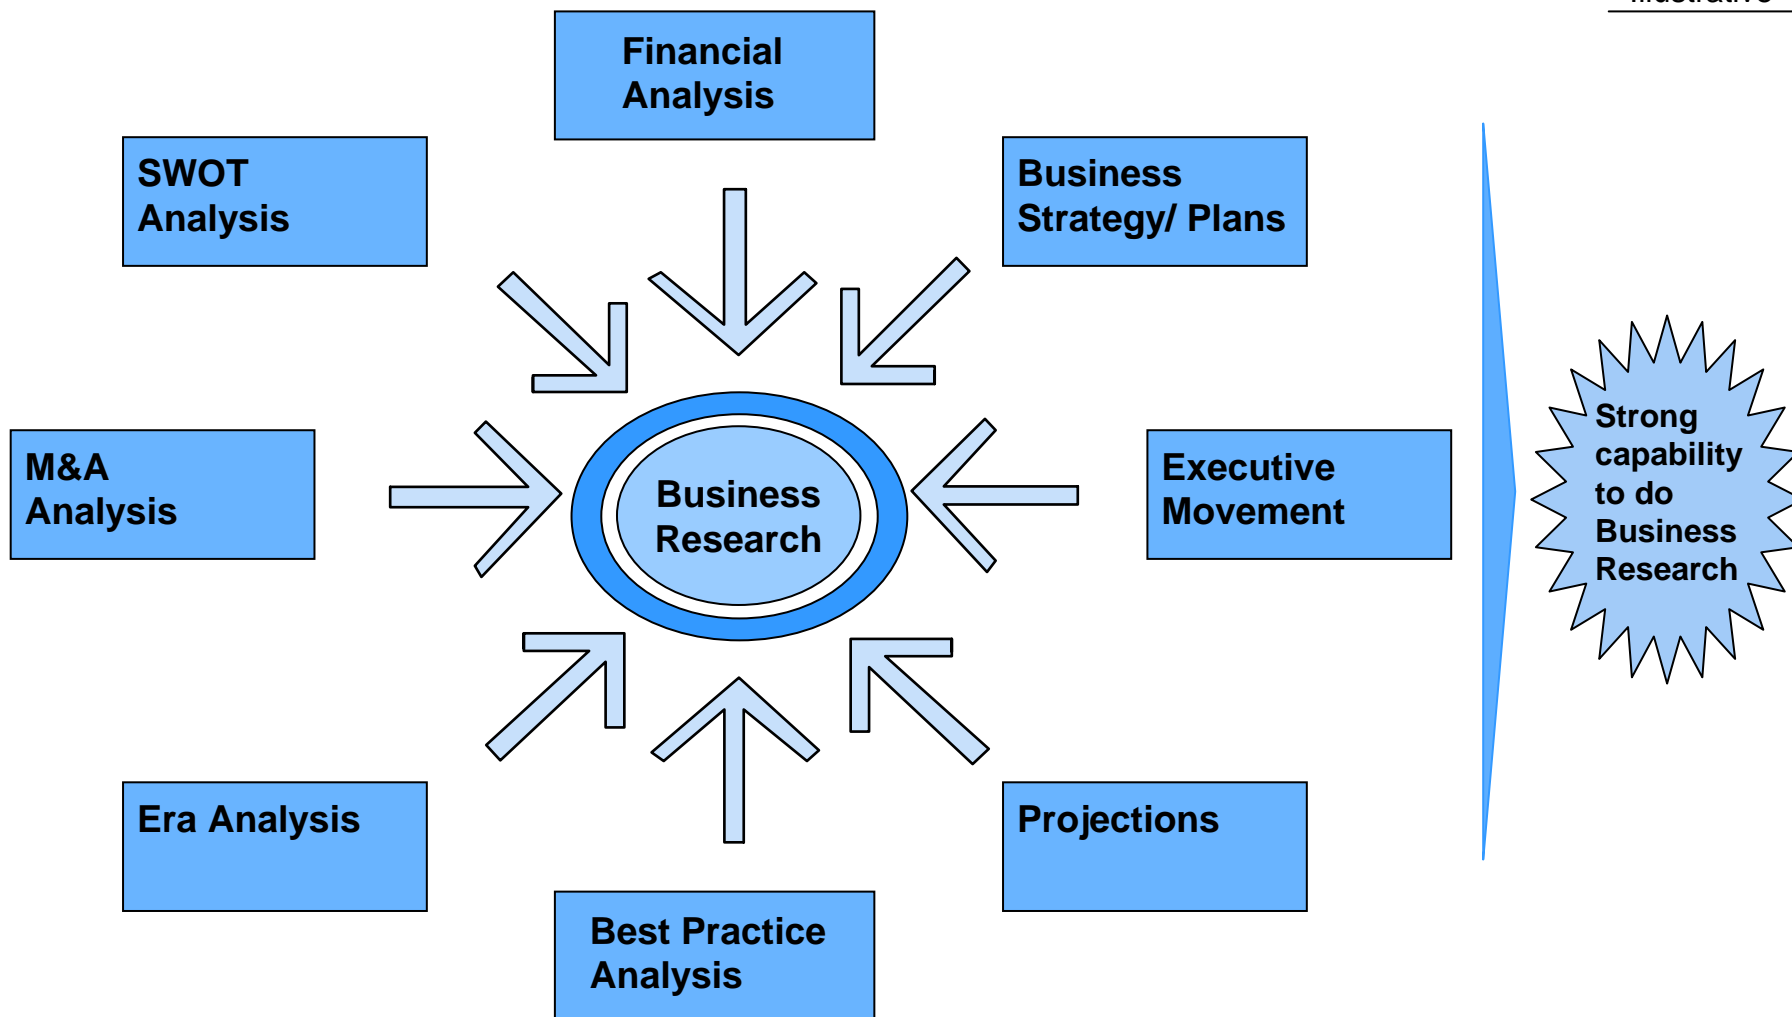 Illustrative
Financial
Analysis
SWOT
Analysis
Business
Strategy/ Plans
M&A
Analysis
Business
Research
Executive
Movement
Strong
capability
to do
Business
Research
Era Analysis
Projections
Best Practice
Analysis